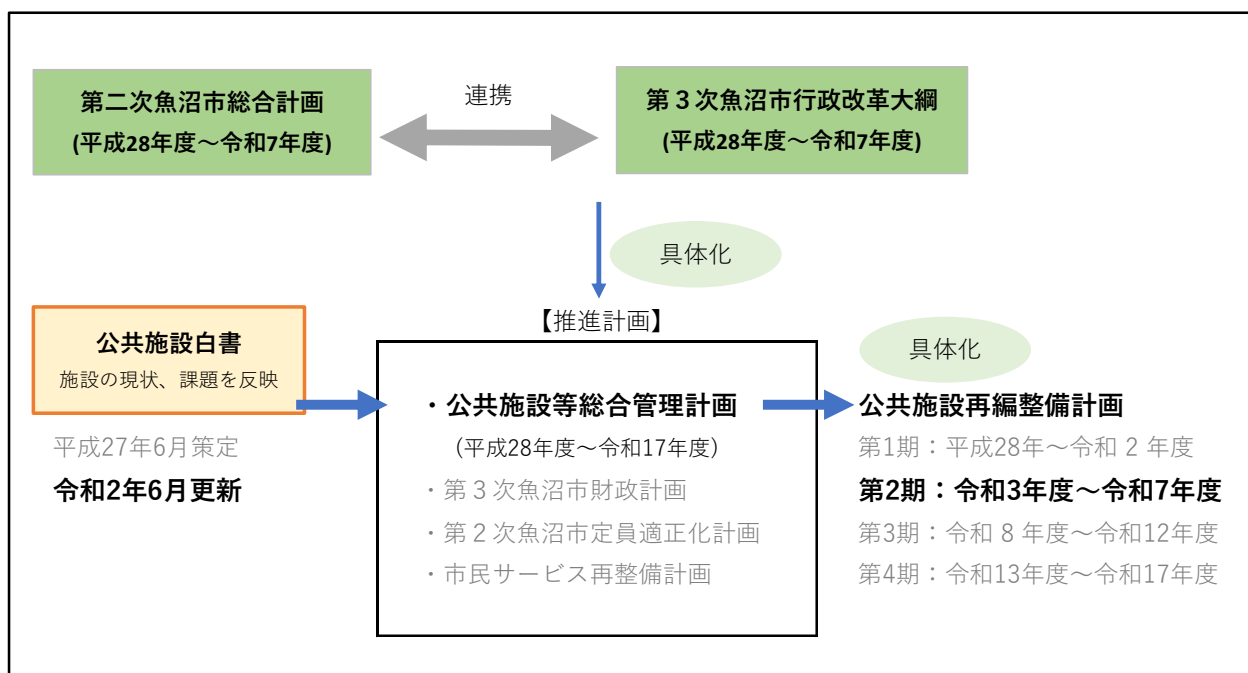 第二次魚沼市総合計画
(平成28年度～令和7年度)
連携
第３次魚沼市行政改革大綱
(平成28年度～令和7年度)
具体化
【推進計画】
公共施設白書
施設の現状、課題を反映
平成27年6月策定
令和2年6月更新
・公共施設等総合管理計画
（平成28年度～令和17年度）
・第３次魚沼市財政計画
・第２次魚沼市定員適正化計画
・市民サービス再整備計画
具体化
公共施設再編整備計画
第1期：平成28年～令和２年度
第2期：令和3年度～令和7年度
第3期：令和８年度～令和12年度
第4期：令和13年度～令和17年度